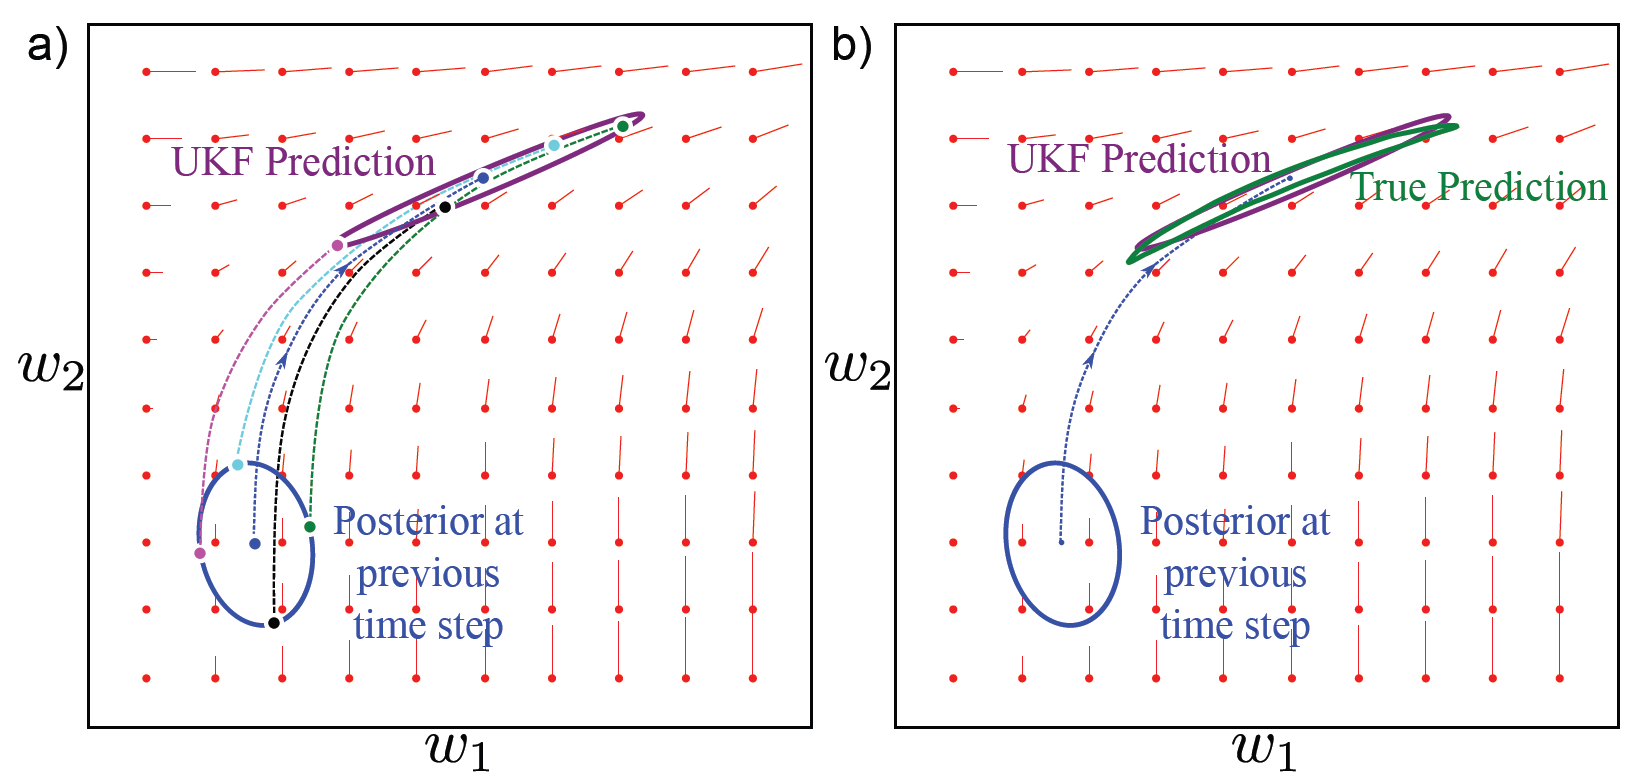 a)
UKF Prediction
Posterior at
previous
time step
w2
w1
b)
UKF Prediction
True Prediction
Posterior at
previous
time step
w2
w1